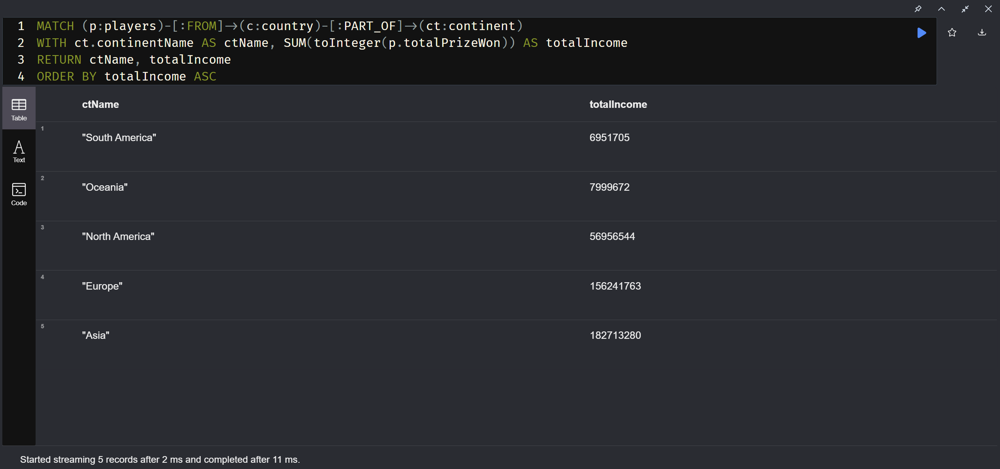 1 MATCH (p:players)-[:FROM]->(c:country)-[:PART_OF]->(ct:continent)
2 WITH ct.continentName AS ctName, SUM(toInteger(p.totalPrizeWon)) AS totalIncome
3 RETURN ctName, totalIncome
4 ORDER BY totalIncome ASC
Table
Text
Code
ctName totalIncome
1 "South America" 6951705
2 "Oceania" 7999672
3 "North America" 56956544
4 "Europe" 156241763
5 "Asia" 182713280
Started streaming 5 records after 2 ms and completed after 11 ms.